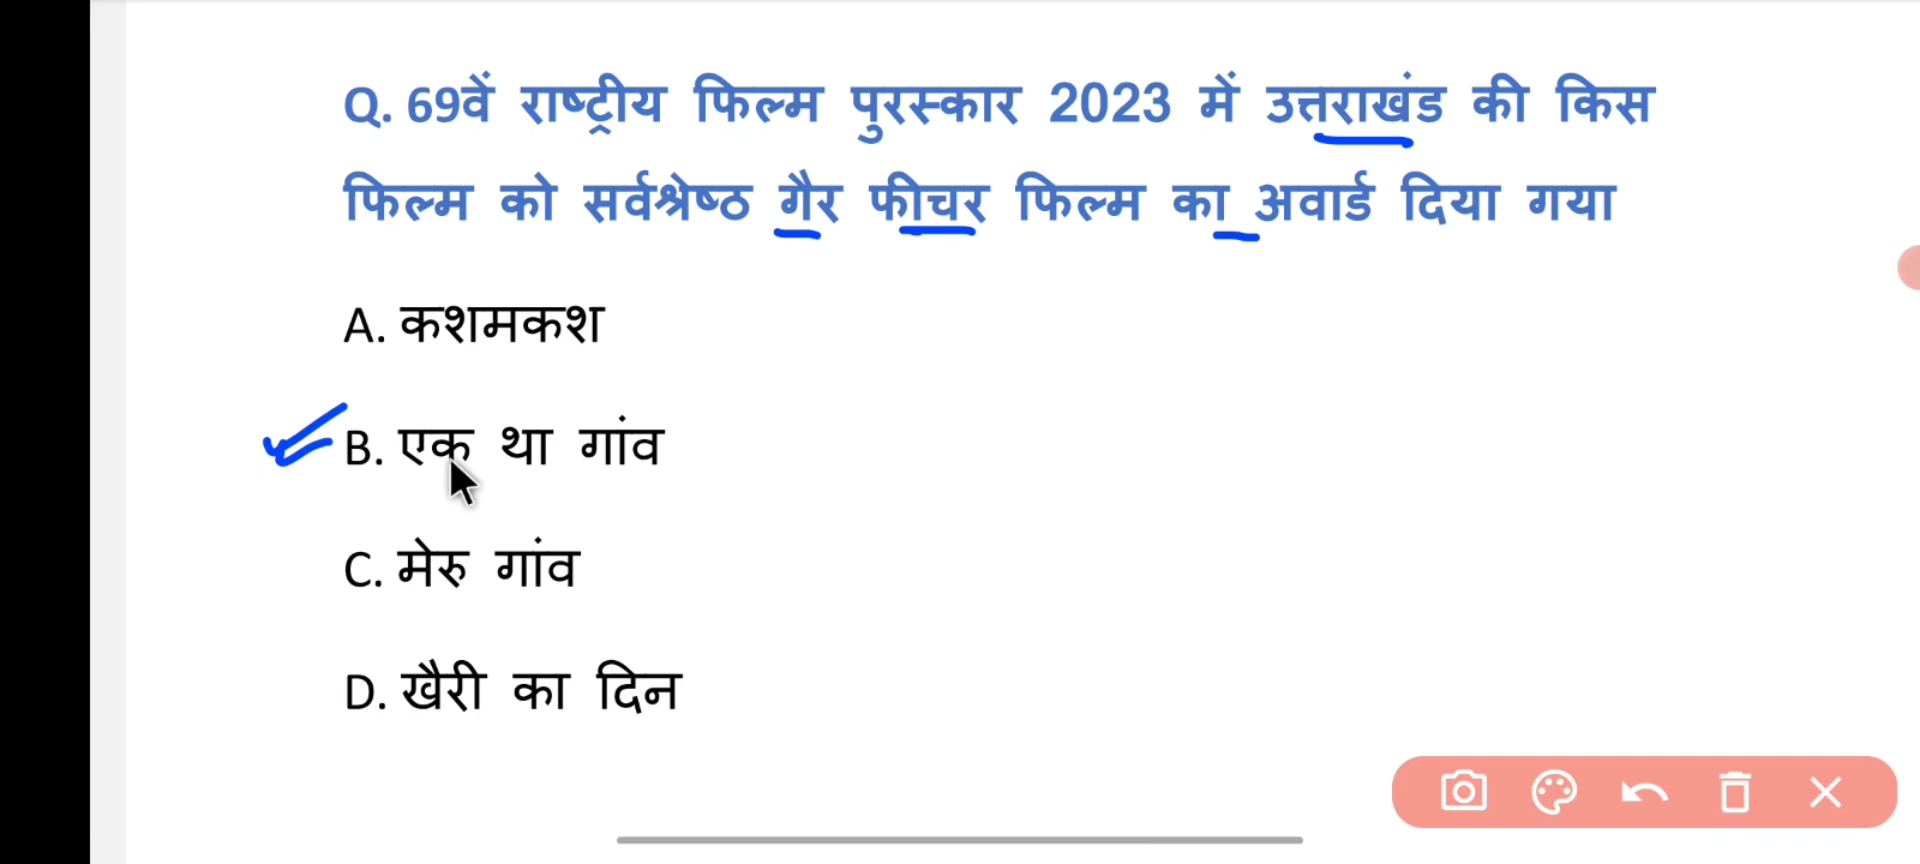 Q. 69वें राष्ट्रीय फिल्म पुरस्कार 2023 में उत्तराखंड की किस
फिल्म को सर्वश्रेष्ठ गैर फीचर फिल्म का अवार्ड दिया गया
A. कशमकश
B. एक था गांव
C. मेरु गांव
D. खैरी का दिन